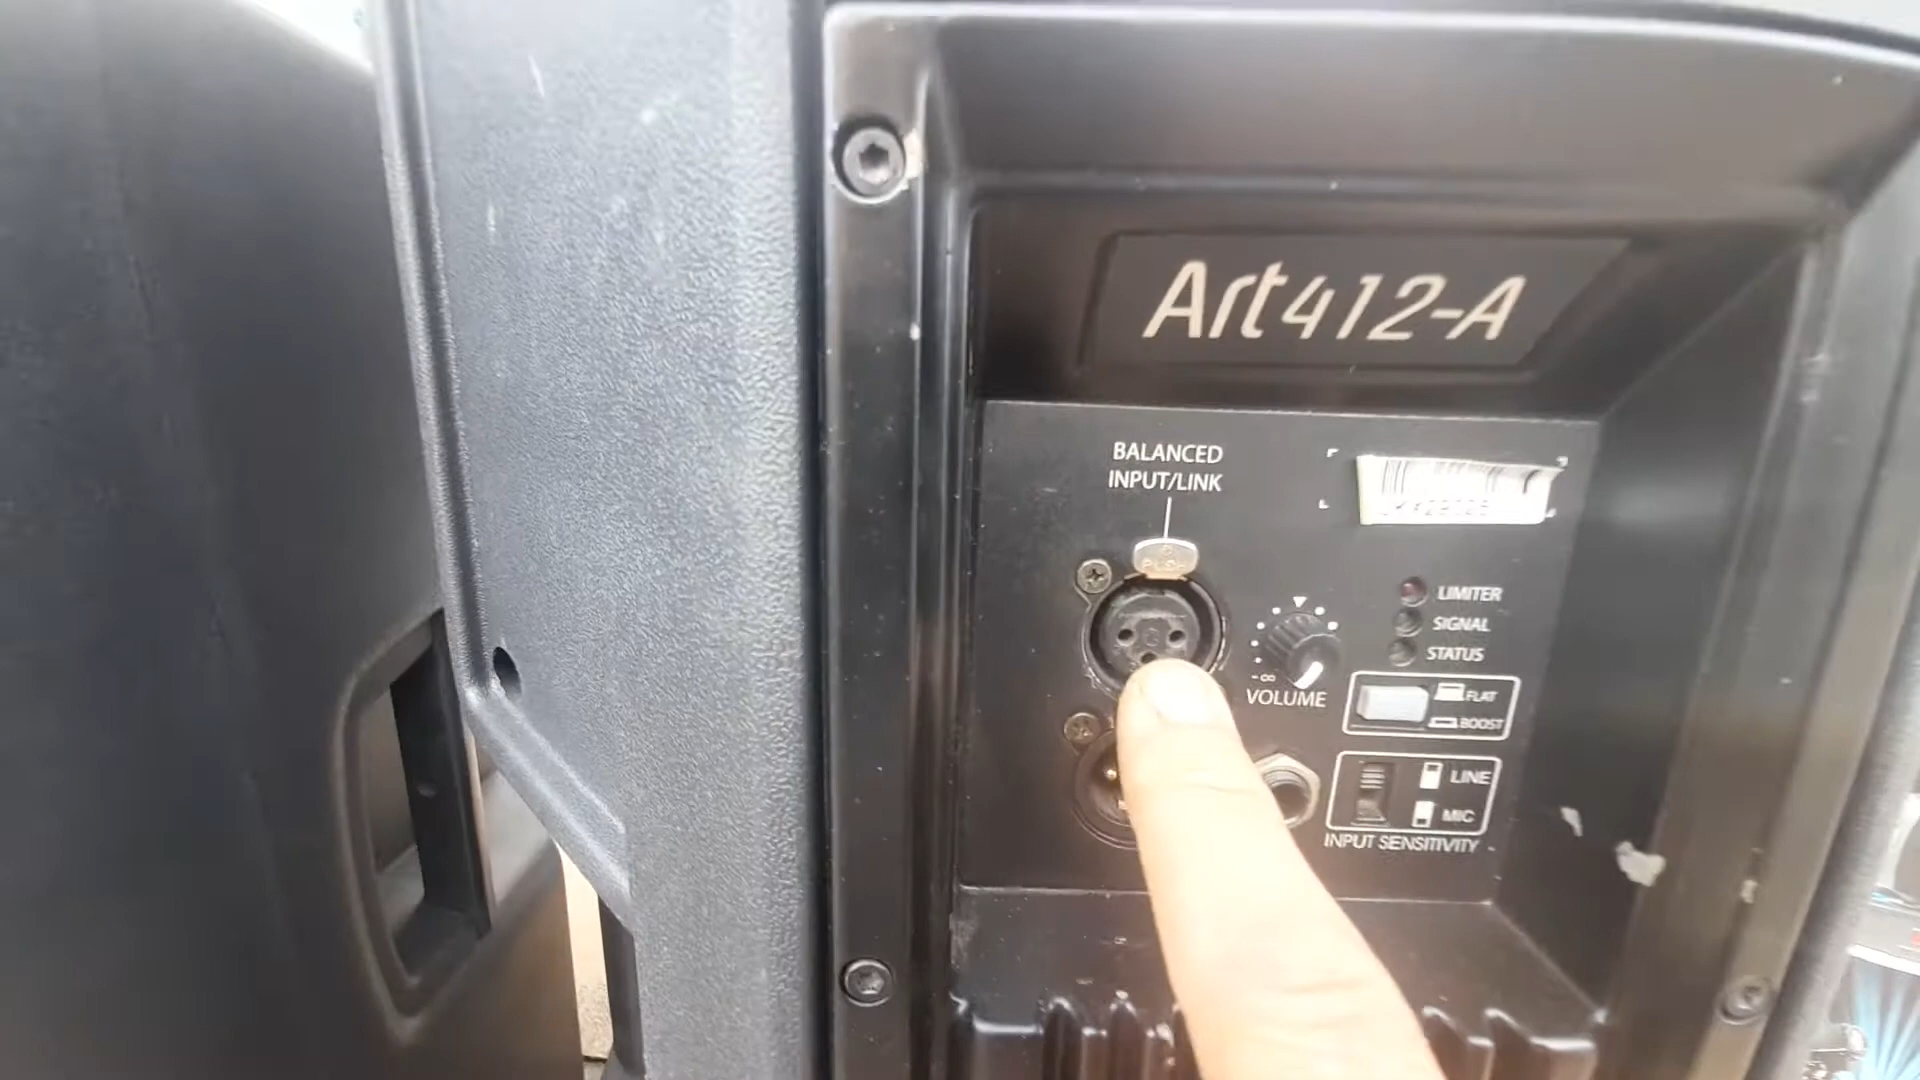 Art412-A
BALANCED
INPUT/LINK
PUSH
LIMITER
SIGNAL
STATUS
-∞
VOLUME
FLAT
BOOST
LINE
MIC
INPUT SENSITIVITY